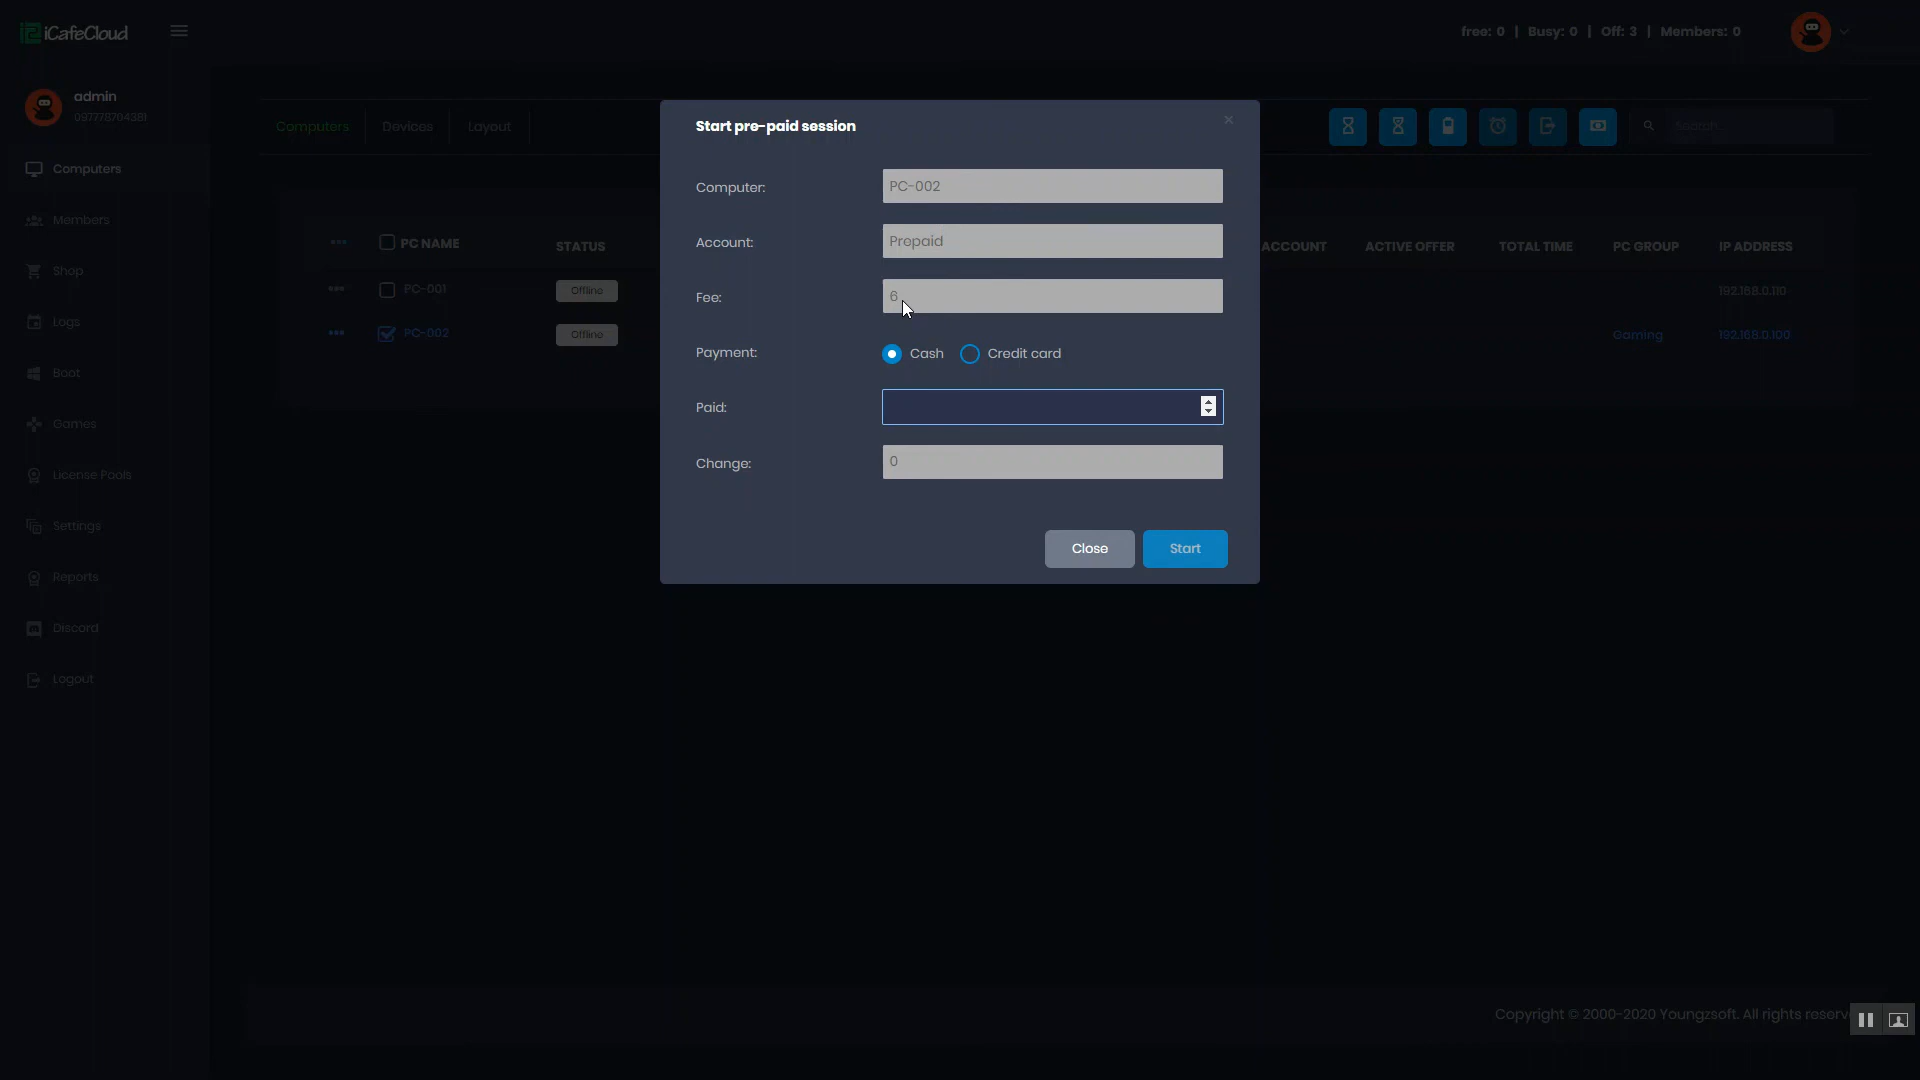 iCafeCloud
free: 0 | Busy: 0 | Off: 3 | Members: 0
admin
Computers
Members
Shop
Logs
Boot
Games
License Pools
Settings
Reports
Discord
Logout
Computers Devices Layout
Search
PC NAME STATUS ACCOUNT ACTIVE OFFER TOTAL TIME PC GROUP IP ADDRESS
PC-001 Offline 192.168.0.110
PC-002 Offline Gaming 192.168.0.100
Start pre-paid session
×
Computer: PC-002
Account: Prepaid
Fee: 6
Payment: Cash Credit card
Paid:
Change: 0
Close Start
Copyright © 2000-2020 Youngzsoft. All rights reserv